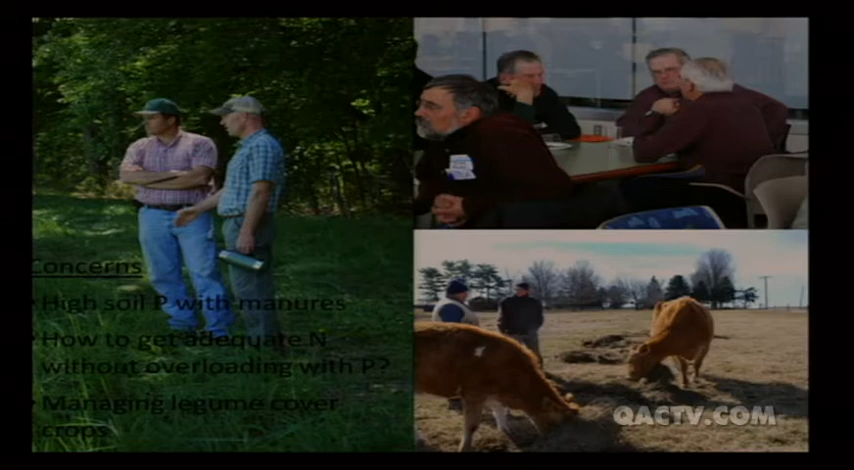 Concerns
• High soil P with manures
• How to get adequate N
without overloading with P?
• Managing legume cover
crops
QACTV.COM